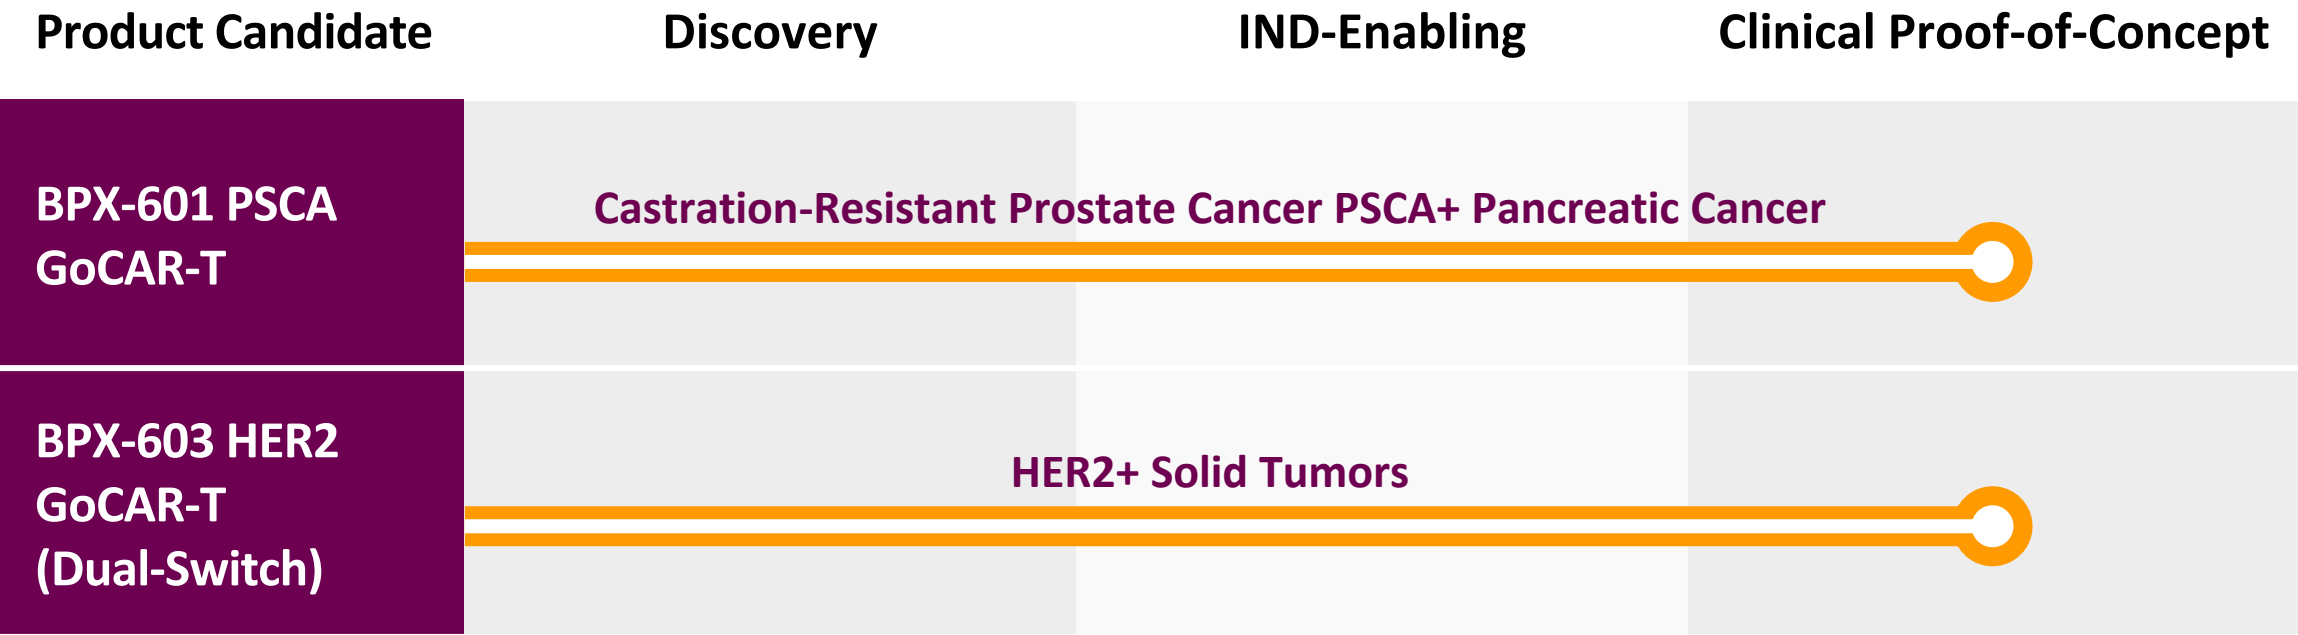 Product Candidate Discovery IND-Enabling Clinical Proof-of-Concept
BPX-601 PSCA
GoCAR-T
Castration-Resistant Prostate Cancer PSCA+ Pancreatic Cancer
BPX-603 HER2
GoCAR-T
(Dual-Switch)
HER2+ Solid Tumors